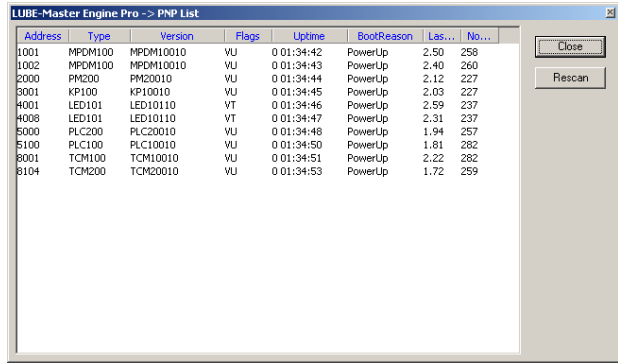 LUBE-Master Engine Pro -> PNP List
Address Type Version Flags Uptime BootReason Las... No...
1001 MPDM100 MPDM10010 VU 0 01:34:42 PowerUp 2.50 258
1002 MPDM100 MPDM10010 VU 0 01:34:43 PowerUp 2.40 260
2000 PM200 PM20010 VU 0 01:34:44 PowerUp 2.12 227
3001 KP100 KP10010 VU 0 01:34:45 PowerUp 2.03 227
4001 LED101 LED10110 VT 0 01:34:46 PowerUp 2.59 237
4008 LED101 LED10110 VT 0 01:34:47 PowerUp 2.31 237
5000 PLC200 PLC20010 VU 0 01:34:48 PowerUp 1.94 257
5100 PLC100 PLC10010 VU 0 01:34:50 PowerUp 1.81 282
8001 TCM100 TCM10010 VU 0 01:34:51 PowerUp 2.22 282
8104 TCM200 TCM20010 VU 0 01:34:53 PowerUp 1.72 259
Close
Rescan